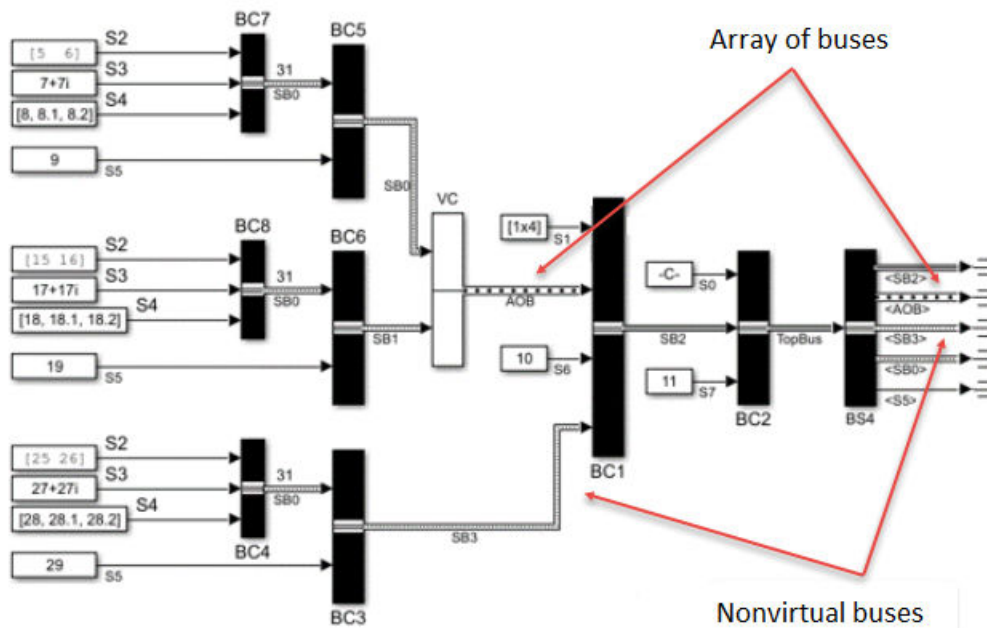 Array of buses
BC7
BC5
[5 6]
S2
7+7i
S3
31
SB0
[8, 8.1, 8.2]
S4
9
S5
SB0
VC
BC8
BC6
[15 16]
S2
17+17i
S3
31
SB0
[18, 18.1, 18.2]
S4
SB1
19
S5
AOB
[1x4]
S1
10
S6
BC1
SB2
-C-
S0
11
S7
BC2
TopBus
BS4
<SB2>
<AOB>
<SB3>
<SB0>
<S5>
[25 26]
S2
27+27i
S3
31
SB0
[28, 28.1, 28.2]
S4
BC4
29
S5
BC3
SB3
Nonvirtual buses